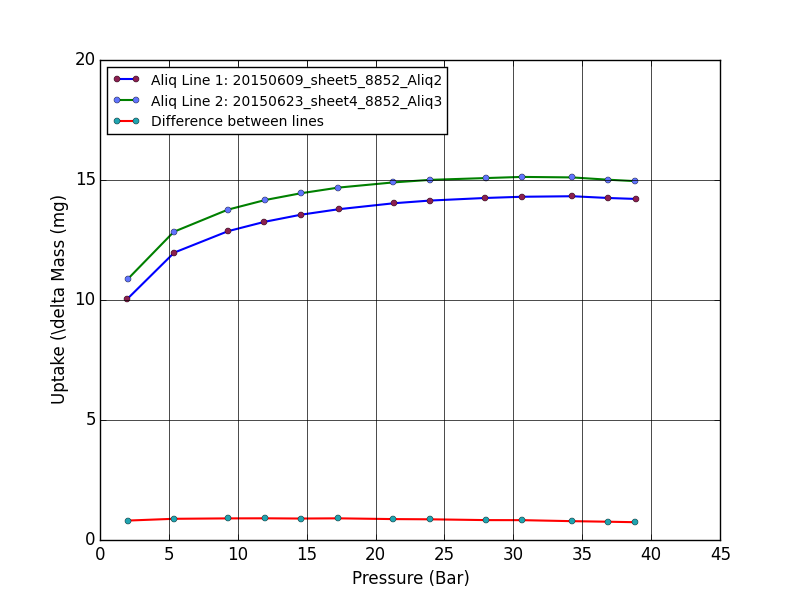 20
Aliq Line 1: 20150609_sheet5_8852_Aliq2
Aliq Line 2: 20150623_sheet4_8852_Aliq3
Difference between lines
15
10
5
0
Uptake (\delta Mass (mg)
0 5 10 15 20 25 30 35 40 45
Pressure (Bar)